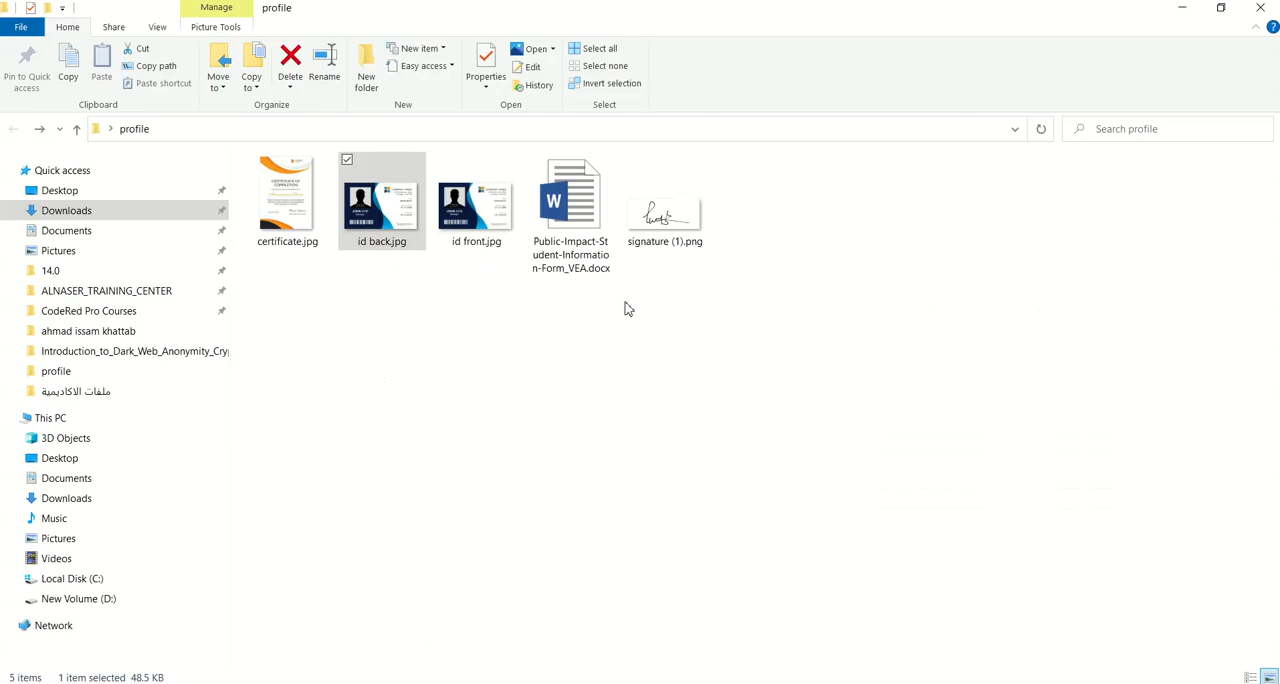 Manage
profile
File
Home
Share
View
Picture Tools
Pin to Quick access
Copy
Paste
Cut
Copy path
Paste shortcut
Clipboard
Move to
Copy to
Delete
Rename
Organize
New folder
New item
Easy access
New
Properties
Open
Edit
History
Open
Select all
Select none
Invert selection
Select
profile
Search profile
Quick access
Desktop
Downloads
Documents
Pictures
14.0
ALNASER_TRAINING_CENTER
CodeRed Pro Courses
ahmad issam khattab
Introduction_to_Dark_Web_Anonymity_Cry
profile
ملفات الاكاديمية
This PC
3D Objects
Desktop
Documents
Downloads
Music
Pictures
Videos
Local Disk (C:)
New Volume (D:)
Network
certificate.jpg
id back.jpg
id front.jpg
W
Public-Impact-St
udent-Informatio
n-Form_VEA.docx
signature (1).png
5 items
1 item selected 48.5 KB